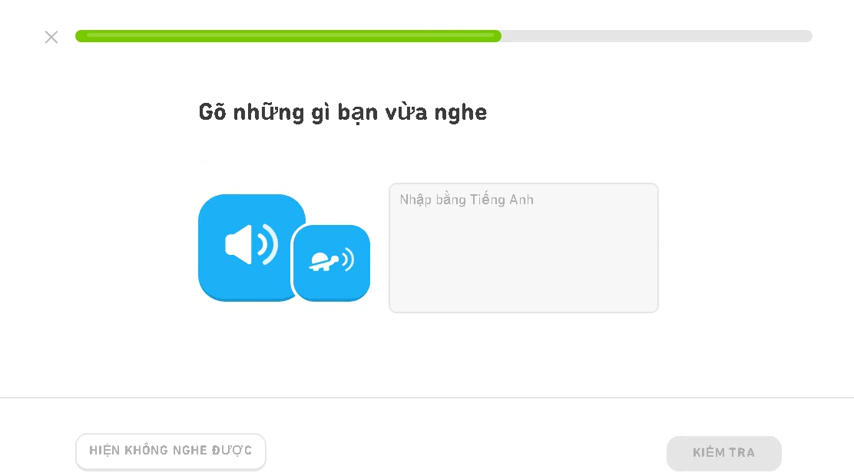 Gõ những gì bạn vừa nghe
Nhập bằng Tiếng Anh
HIỆN KHÔNG NGHE ĐƯỢC
KIỂM TRA